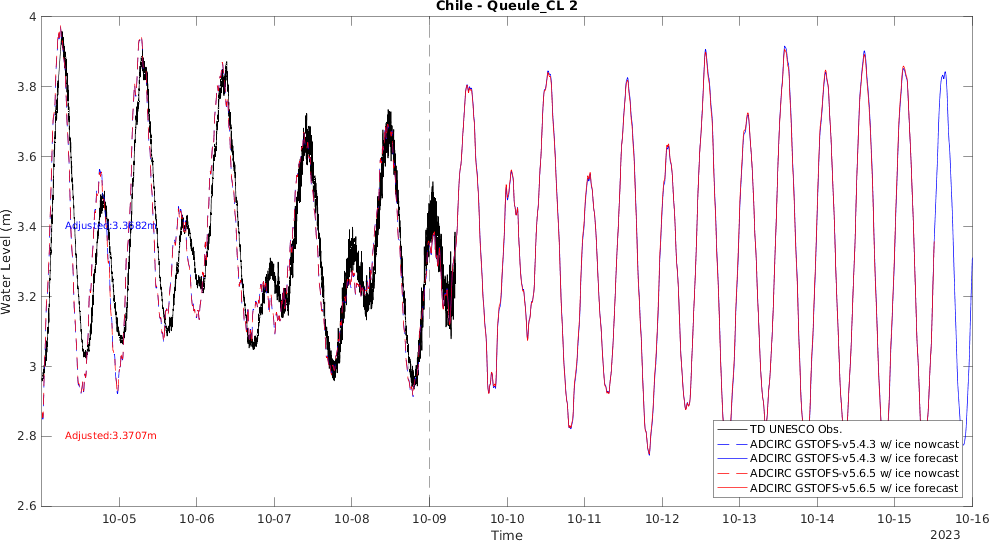 Chile - Queule_CL 2
4
3.8
3.6
3.4
3.2
3
2.8
2.6
Water Level (m)
Adjusted:3.3682m
Adjusted:3.3707m
TD UNESCO Obs.
ADCIRC GSTOFS-v5.4.3 w/ ice nowcast
ADCIRC GSTOFS-v5.4.3 w/ ice forecast
ADCIRC GSTOFS-v5.6.5 w/ ice nowcast
ADCIRC GSTOFS-v5.6.5 w/ ice forecast
10-05 10-06 10-07 10-08 10-09 10-10 10-11 10-12 10-13 10-14 10-15 10-16
Time
2023